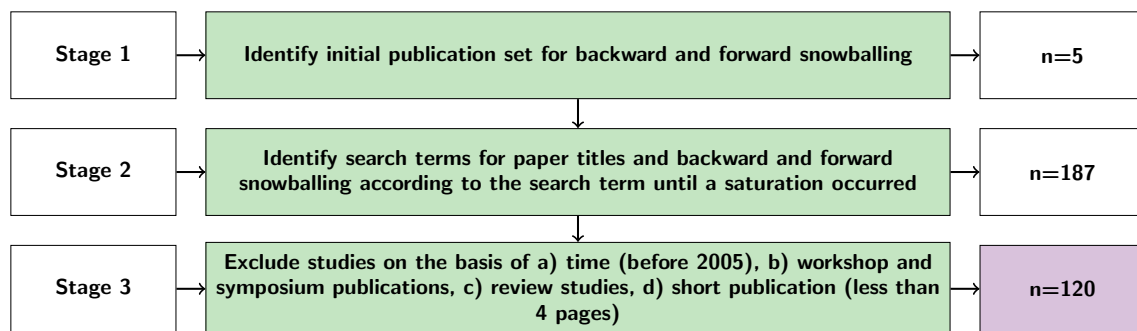 Stage 1
Identify initial publication set for backward and forward snowballing
n=5
Stage 2
Identify search terms for paper titles and backward and forward
snowballing according to the search term until a saturation occurred
n=187
Stage 3
Exclude studies on the basis of a) time (before 2005), b) workshop and
symposium publications, c) review studies, d) short publication (less than
4 pages)
n=120